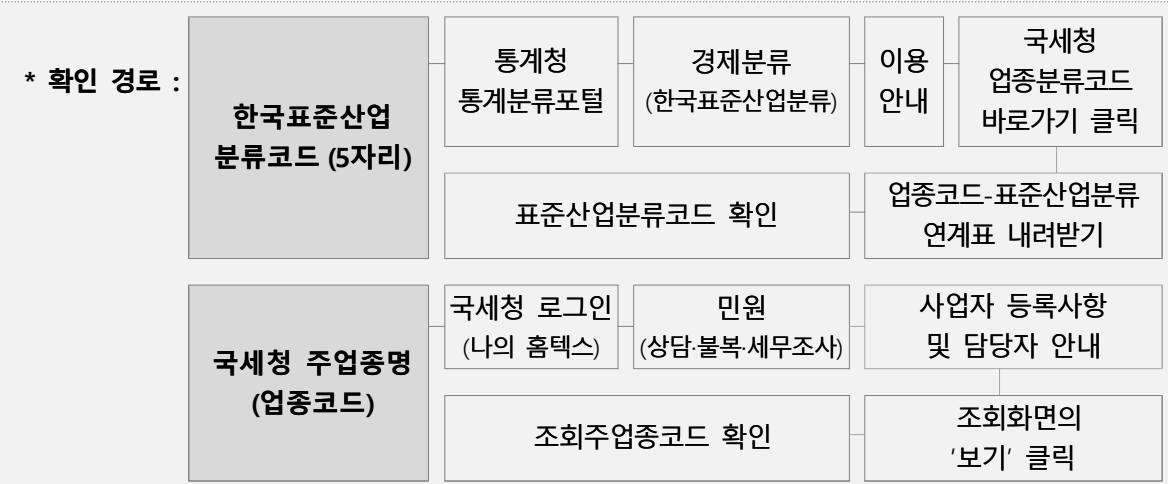 * 확인 경로 :
한국표준산업
분류코드 (5자리)
통계청
통계분류포털
경제분류
(한국표준산업분류)
이용
안내
국세청
업종분류코드
바로가기 클릭
업종코드-표준산업분류
연계표 내려받기
표준산업분류코드 확인
국세청 주업종명
(업종코드)
국세청 로그인
(나의 홈텍스)
민원
(상담·불복·세무조사)
사업자 등록사항
및 담당자 안내
조회화면의
'보기' 클릭
조회주업종코드 확인